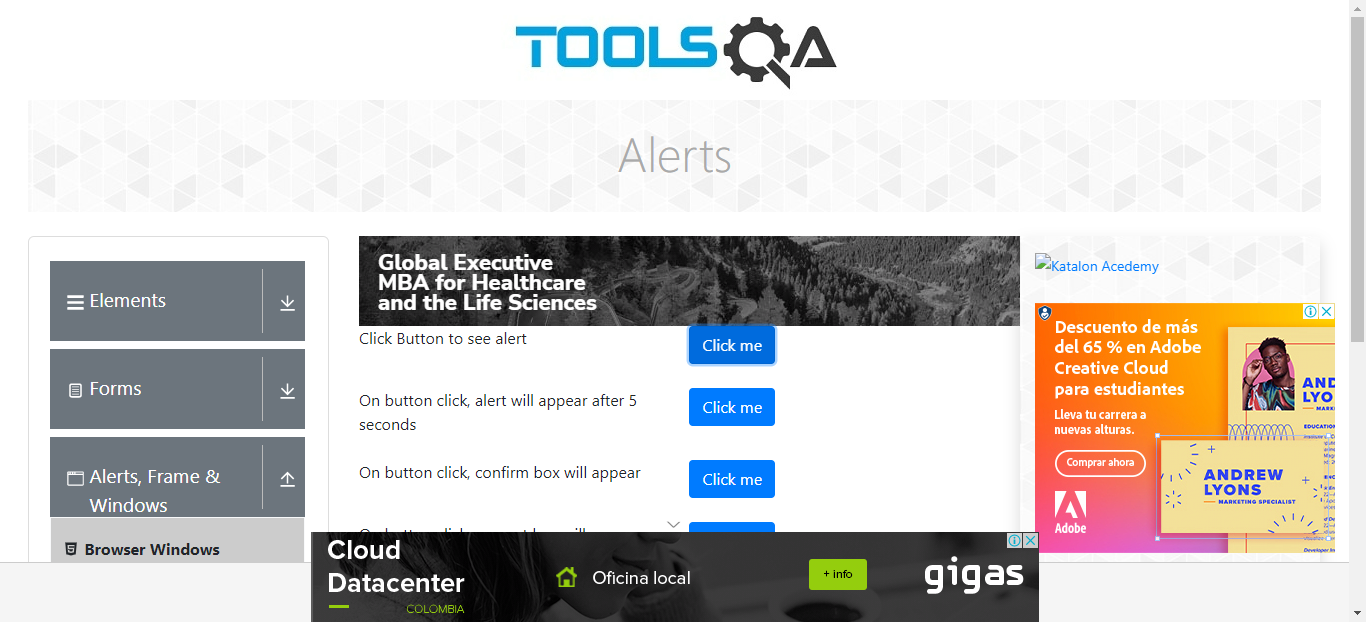 TOOLSQA
Alerts
Elements
Forms
Alerts, Frame &
Windows
Browser Windows
Global Executive
MBA for Healthcare
and the Life Sciences
Click Button to see alert
Click me
On button click, alert will appear after 5
seconds
Click me
On button click, confirm box will appear
Click me
Katalon Acedemy
Descuento de más
del 65 % en Adobe
Creative Cloud
para estudiantes
Lleva tu carrera a
nuevas alturas.
Comprar ahora
Adobe
ANDREW
LYONS
MARKETING SPECIALIST
Cloud
Datacenter
COLOMBIA
Oficina local
+ info
gigas